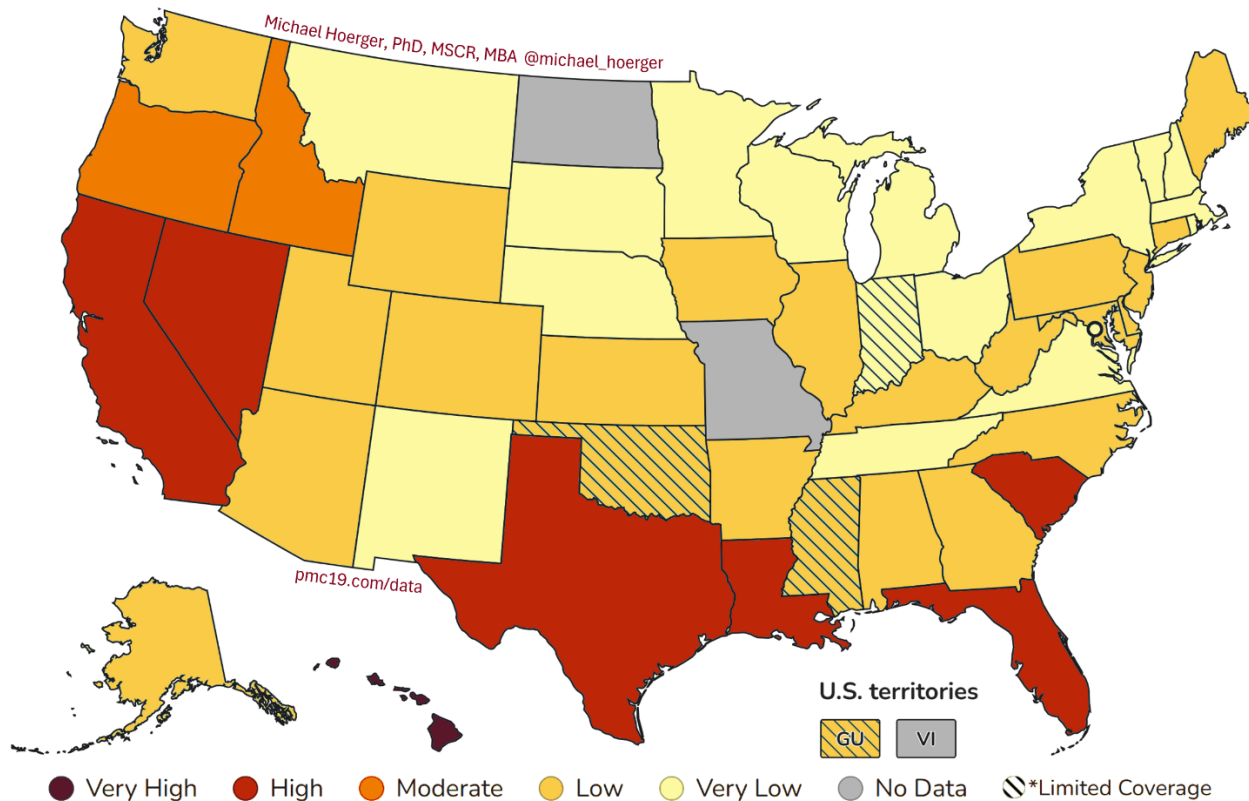 Michael Hoerger, PhD, MSCR, MBA @michael_hoerger
pmc19.com/data
U.S. territories
GU
VI
Very High
High
Moderate
Low
Very Low
No Data
*Limited Coverage